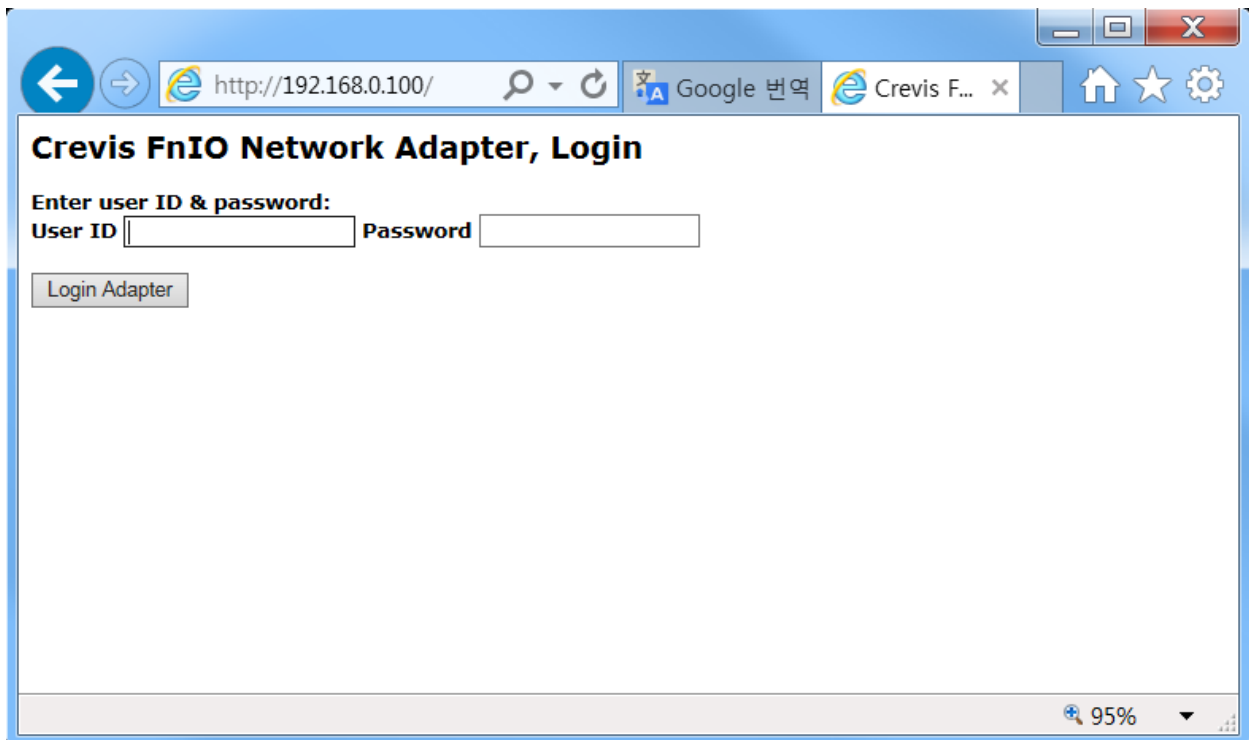 http://192.168.0.100/ Google 번역 Crevis F...
Crevis FnIO Network Adapter, Login
Enter user ID & password:
User ID Password
Login Adapter
95%